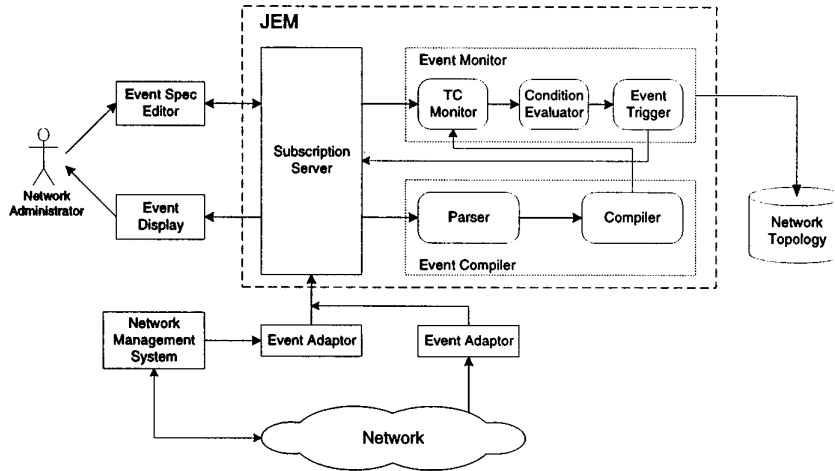 JEM
Event Monitor
Event Spec
Editor
TC
Monitor
Condition
Evaluator
Event
Trigger
Subscription
Server
Network
Administrator
Event
Display
Parser
Compiler
Network
Topology
Event Compiler
Network
Management
System
Event Adaptor
Event Adaptor
Network